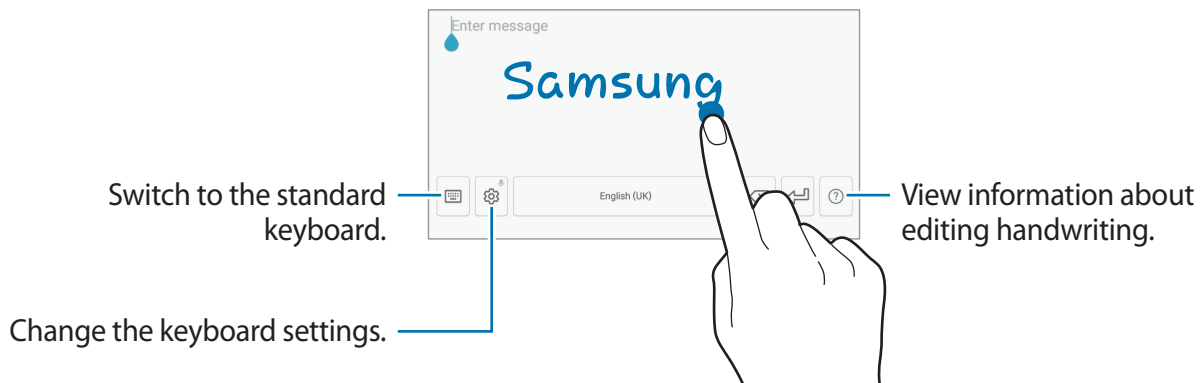 Enter message
Samsung
English (UK)
Switch to the standard
keyboard.
View information about
editing handwriting.
Change the keyboard settings.